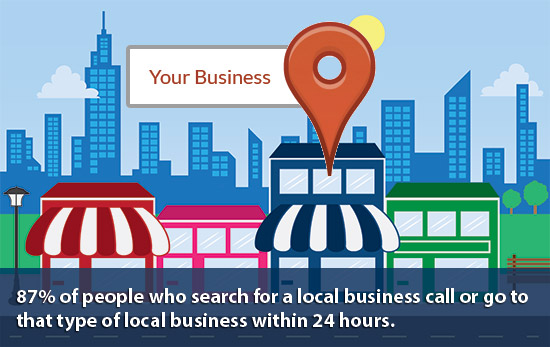 Your Business
87% of people who search for a local business call or go to
that type of local business within 24 hours.